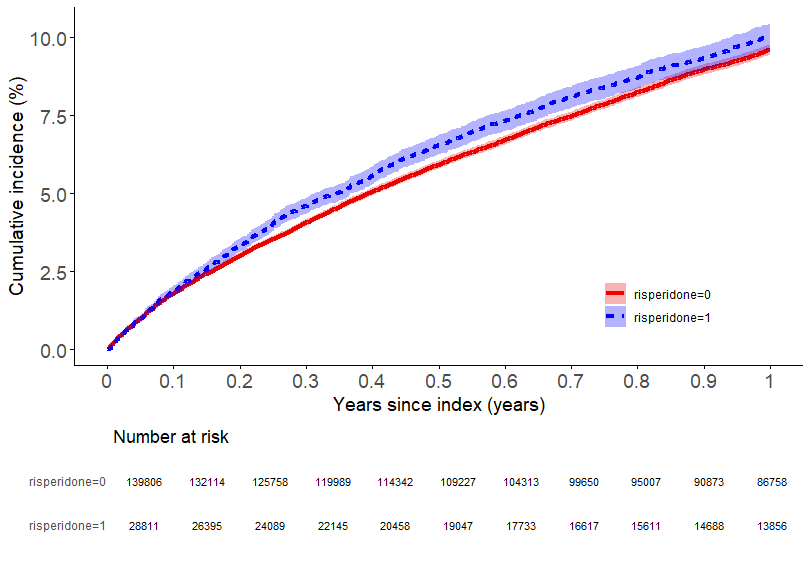 Cumulative incidence (%)
10.0
7.5
5.0
2.5
0.0
risperidone=0
risperidone=1
0 0.1 0.2 0.3 0.4 0.5 0.6 0.7 0.8 0.9 1
Years since index (years)
Number at risk
risperidone=0 139806 132114 125758 119989 114342 109227 104313 99650 95007 90873 86758
risperidone=1 28811 26395 24089 22145 20458 19047 17733 16617 15611 14688 13856